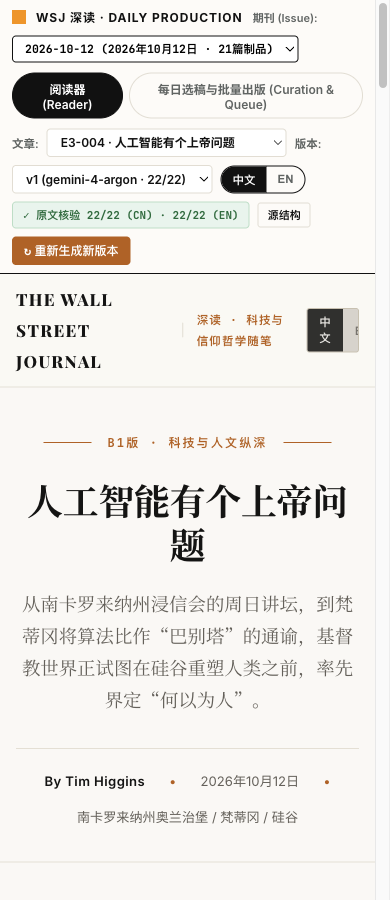 WSJ 深读 · DAILY PRODUCTION 期刊 (Issue):
2026-10-12 (2026年10月12日 · 21篇制品)
阅读器
(Reader)
每日选稿与批量出版 (Curation &
Queue)
文章: E3-004 · 人工智能有个上帝问题 版本:
v1 (gemini-4-argon · 22/22) 中文 EN
✓ 原文核验 22/22 (CN) · 22/22 (EN) 源结构
↻ 重新生成新版本
THE WALL
STREET
JOURNAL
深读 · 科技与
信仰哲学随笔
中
文
B1版 · 科技与人文纵深
人工智能有个上帝问
题
从南卡罗来纳州浸信会的周日讲坛，到梵
蒂冈将算法比作“巴别塔”的通谕，基督
教世界正试图在硅谷重塑人类之前，率先
界定“何以为人”。
By Tim Higgins • 2026年10月12日 •
南卡罗来纳奥兰治堡 / 梵蒂冈 / 硅谷